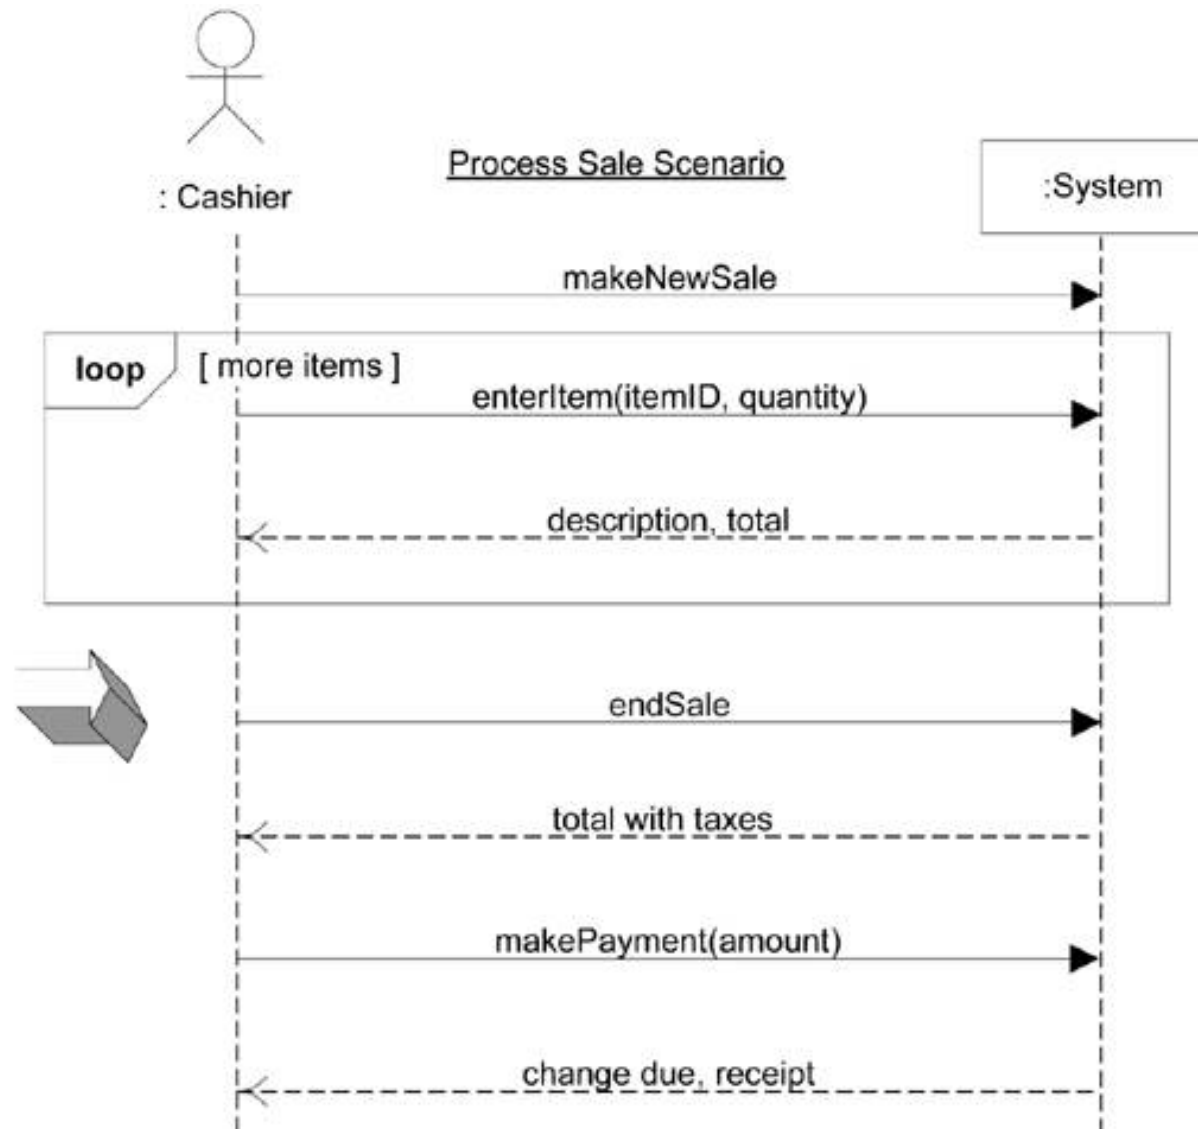 Process Sale Scenario
: Cashier
:System
makeNewSale
loop
[ more items ]
enterItem(itemID, quantity)
description, total
endSale
total with taxes
makePayment(amount)
change due, receipt